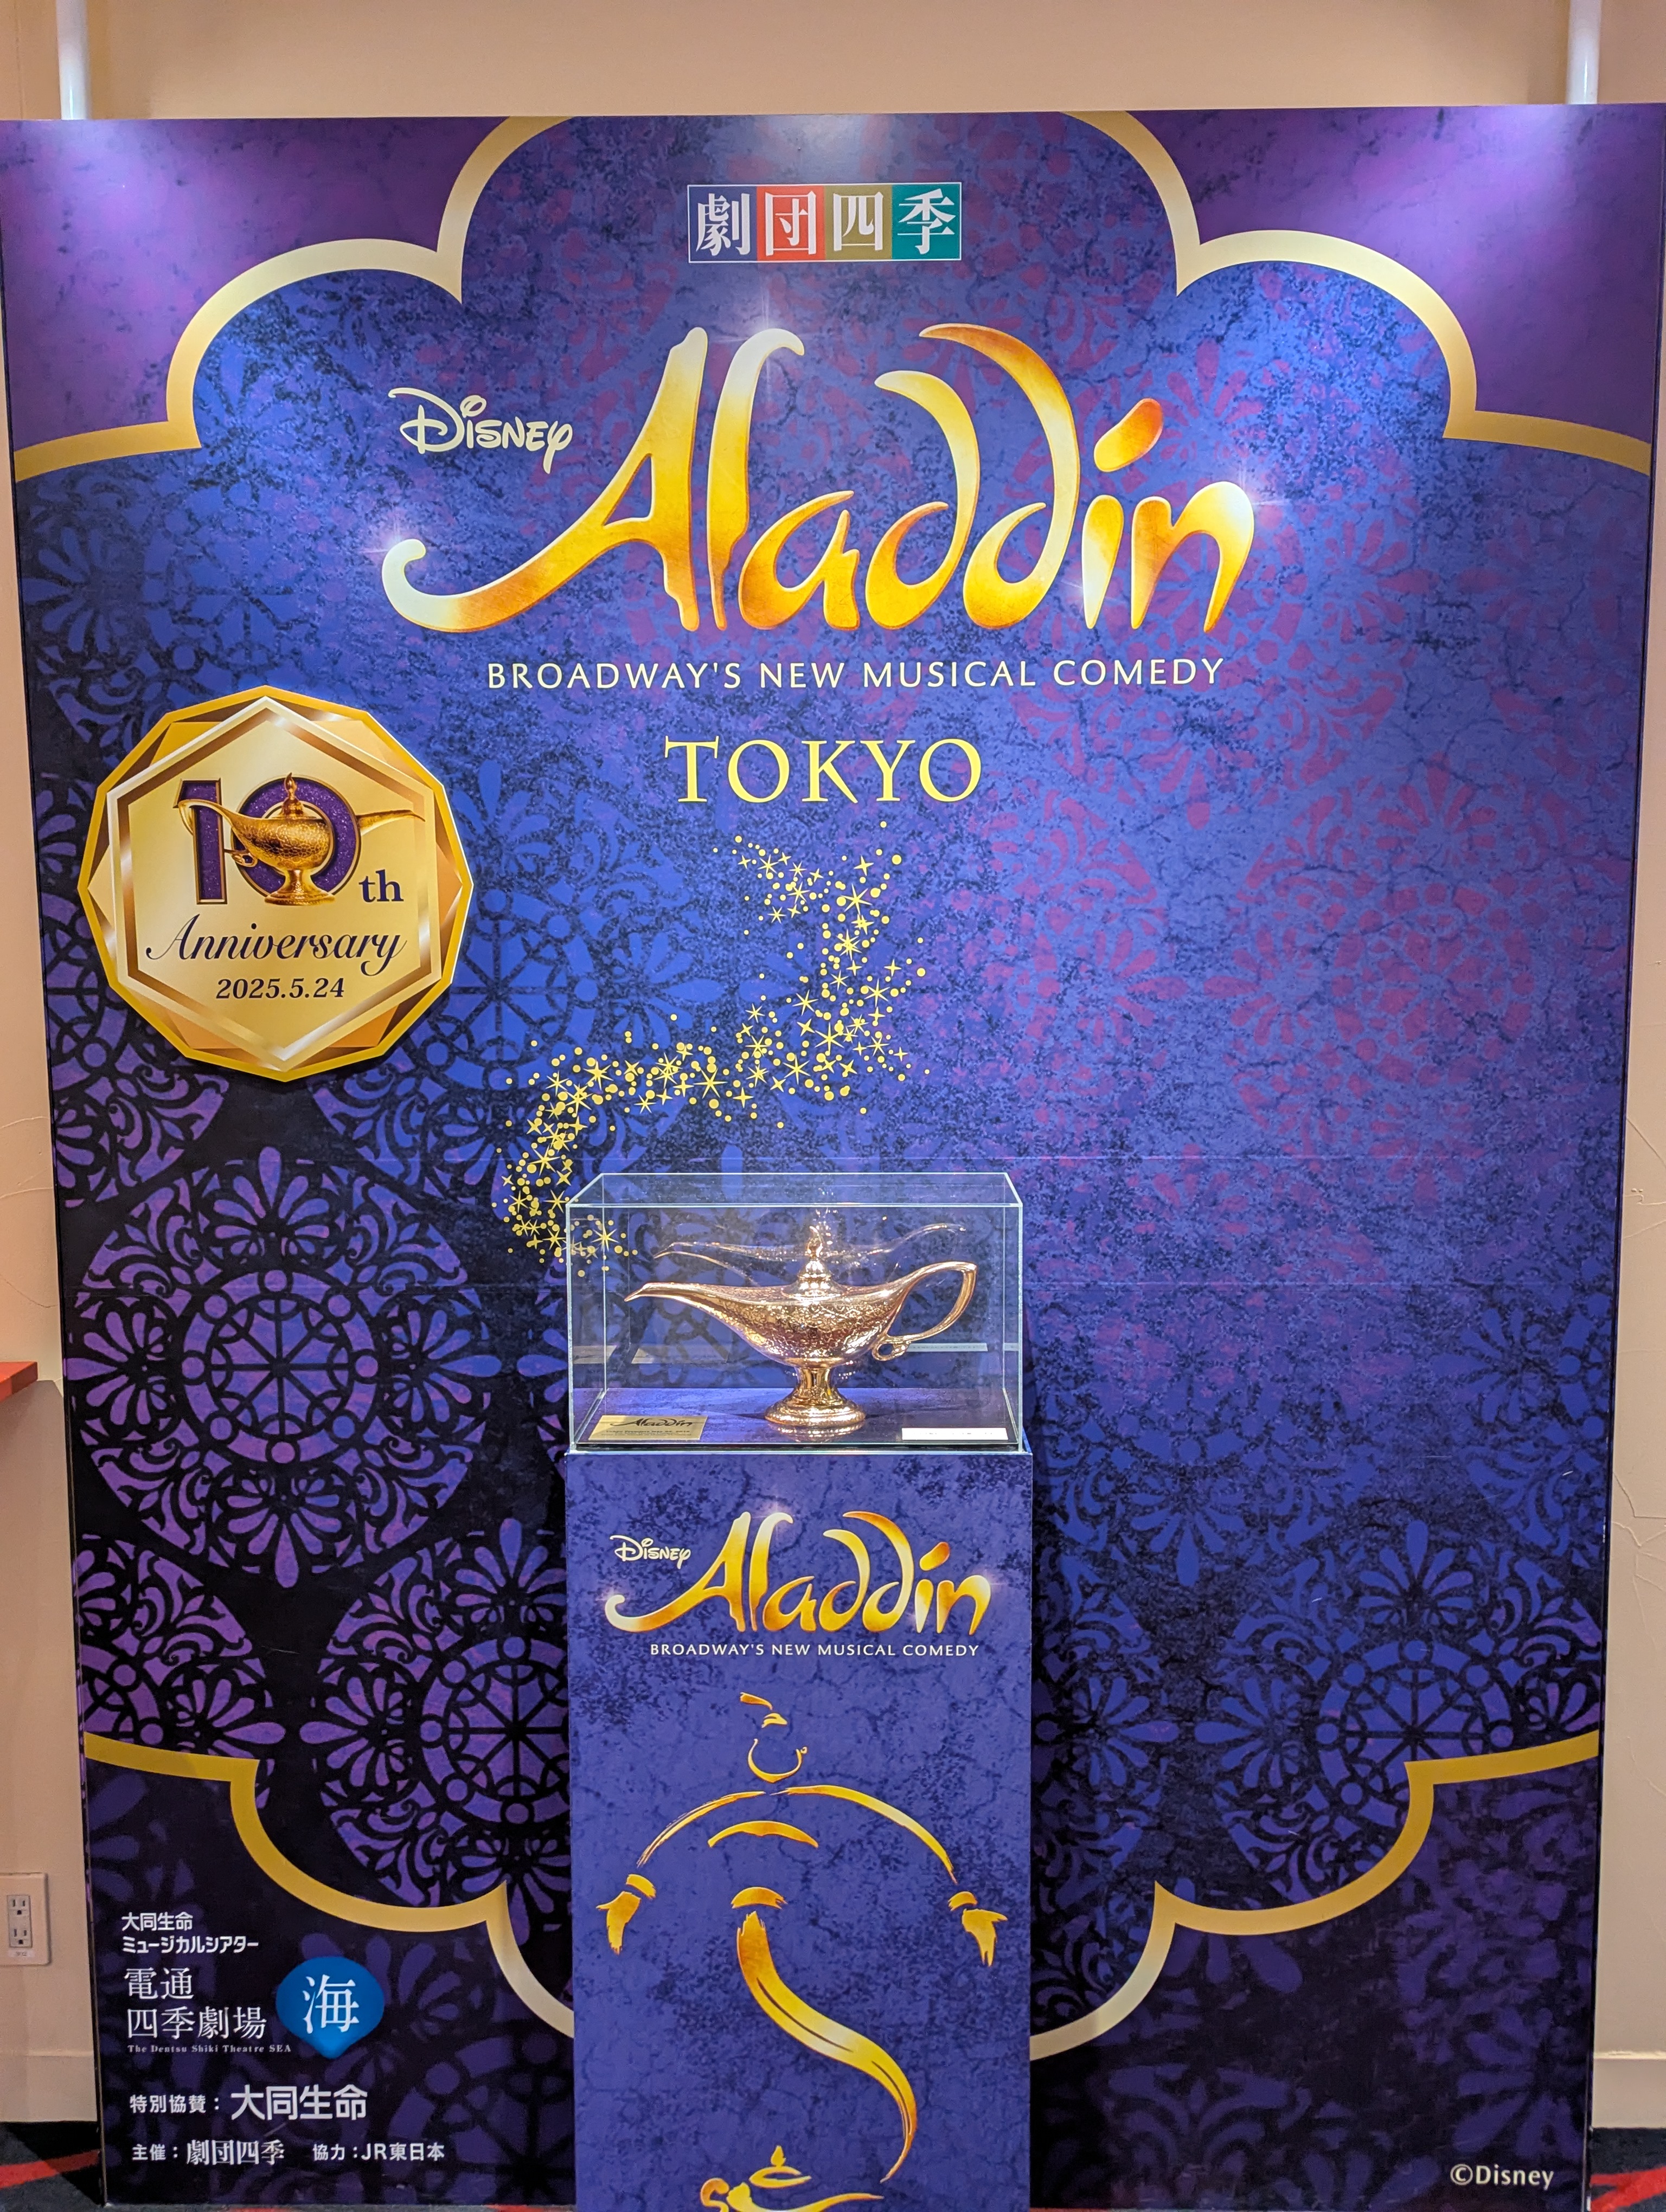 劇団四季
Disney
Aladdin
BROADWAY'S NEW MUSICAL COMEDY
TOKYO
10th
Anniversary
2025.5.24
Aladdin
Disney
Aladdin
BROADWAY'S NEW MUSICAL COMEDY
大同生命
ミュージカルシアター
電通
四季劇場
海
The Dentsu Shiki Theatre SEA
特別協賛：大同生命
主催：劇団四季 協力：JR東日本
©Disney